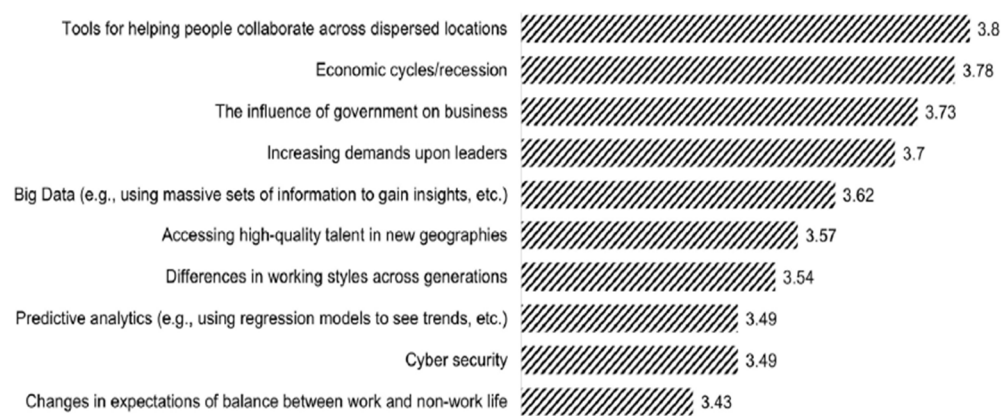 Tools for helping people collaborate across dispersed locations 3.8
Economic cycles/recession 3.78
The influence of government on business 3.73
Increasing demands upon leaders 3.7
Big Data (e.g., using massive sets of information to gain insights, etc.) 3.62
Accessing high-quality talent in new geographies 3.57
Differences in working styles across generations 3.54
Predictive analytics (e.g., using regression models to see trends, etc.) 3.49
Cyber security 3.49
Changes in expectations of balance between work and non-work life 3.43